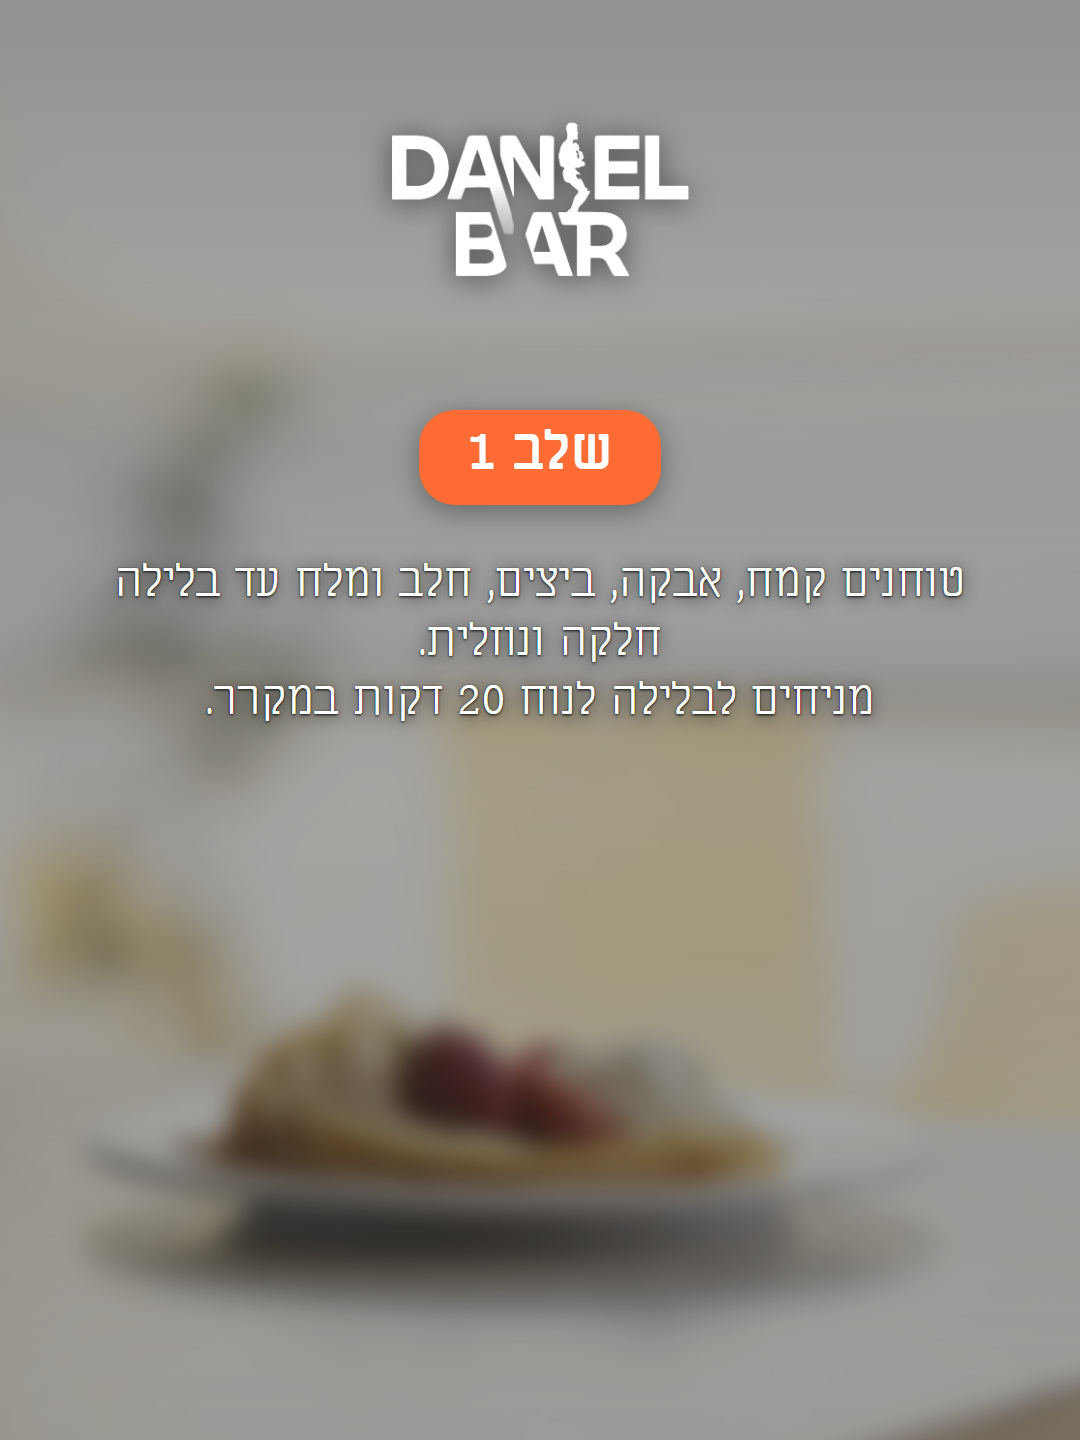 DANIEL
BAR
שלב 1
טוחנים קמח, אבקה, ביצים, חלב ומלח עד בלילה
חלקה ונוזלית.
מניחים לבלילה לנוח 20 דקות במקרר.